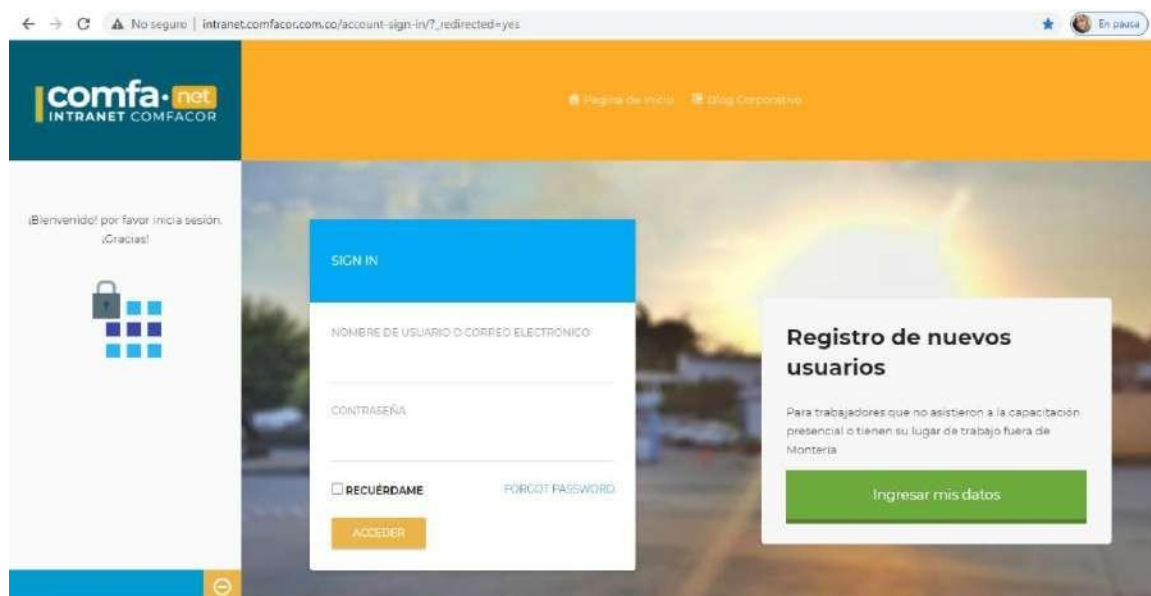 No seguro | intranet.comfacor.com.co/account-sign-in/?_redirected=yes
En pausa
comfa.net
INTRANET COMFACOR
Pagina de Inicio
Blog Corporativo
¡Bienvenido! por favor inicia sesión.
¡Gracias!
SIGN IN
NOMBRE DE USUARIO O CORREO ELECTRÓNICO
CONTRASEÑA
RECUÉRDAME
FORGOT PASSWORD
ACCEDER
Registro de nuevos
usuarios
Para trabajadores que no asistieron a la capacitación
presencial o tienen su lugar de trabajo fuera de
Montería
Ingresar mis datos